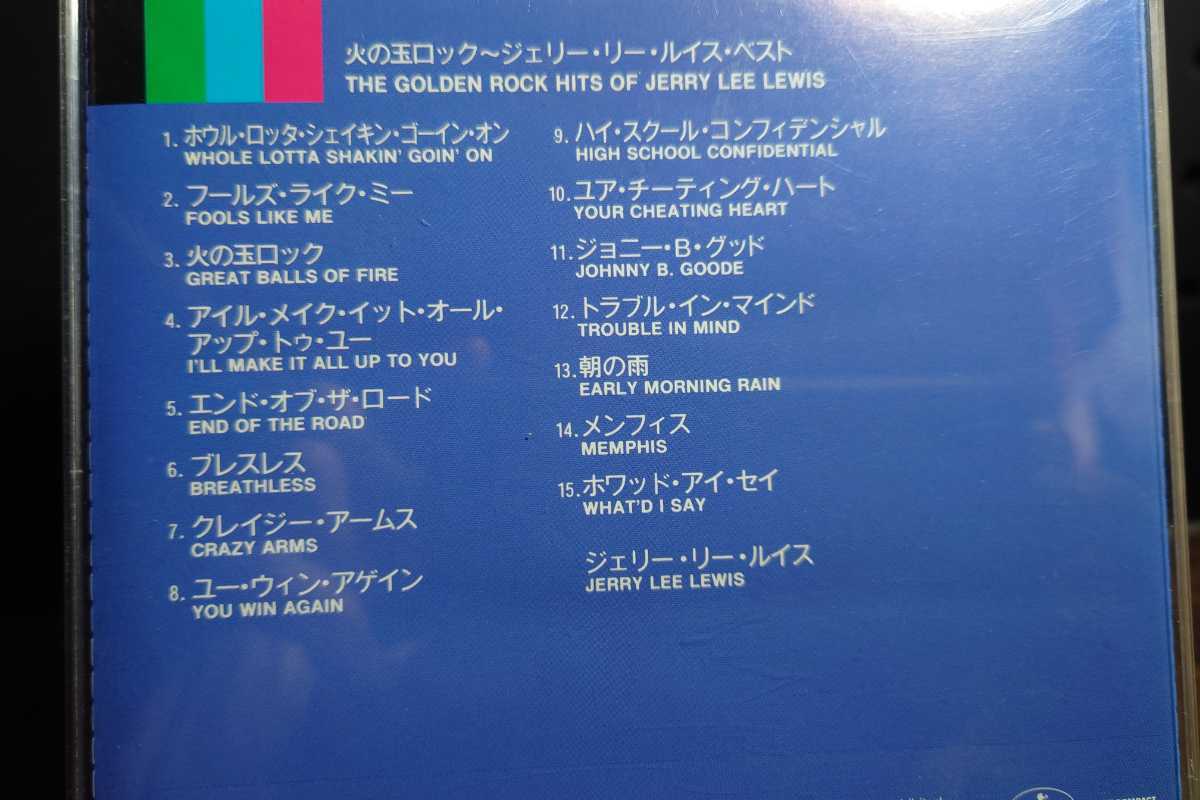 火の玉ロック〜ジェリー・リー・ルイス・ベスト
THE GOLDEN ROCK HITS OF JERRY LEE LEWIS
1. ホウル・ロッタ・シェイキン・ゴーイン・オン
WHOLE LOTTA SHAKIN' GOIN' ON
2. フールズ・ライク・ミー
FOOLS LIKE ME
3. 火の玉ロック
GREAT BALLS OF FIRE
4. アイル・メイク・イット・オール・
アップ・トゥ・ユー
I'LL MAKE IT ALL UP TO YOU
5. エンド・オブ・ザ・ロード
END OF THE ROAD
6. ブレスレス
BREATHLESS
7. クレイジー・アームス
CRAZY ARMS
8. ユー・ウィン・アゲイン
YOU WIN AGAIN
9. ハイ・スクール・コンフィデンシャル
HIGH SCHOOL CONFIDENTIAL
10. ユア・チーティング・ハート
YOUR CHEATING HEART
11. ジョニー・B・グッド
JOHNNY B. GOODE
12. トラブル・イン・マインド
TROUBLE IN MIND
13. 朝の雨
EARLY MORNING RAIN
14. メンフィス
MEMPHIS
15. ホワッド・アイ・セイ
WHAT'D I SAY
ジェリー・リー・ルイス
JERRY LEE LEWIS